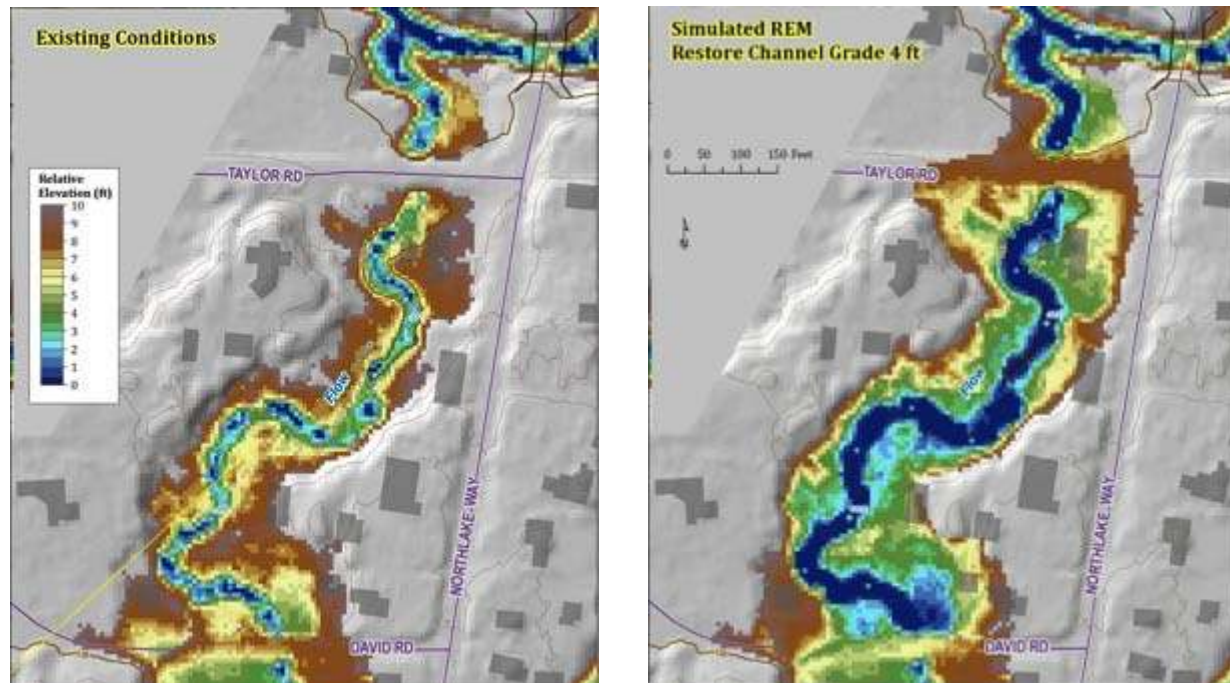 Existing Conditions
Relative
Elevation (ft)
10
9
8
7
6
5
4
3
2
1
0
TAYLOR RD
Flow
NORTHLAKE WAY
DAVID RD
Simulated REM
Restore Channel Grade 4 ft
0 50 100 150 Feet
TAYLOR RD
N
Flow
NORTHLAKE WAY
DAVID RD